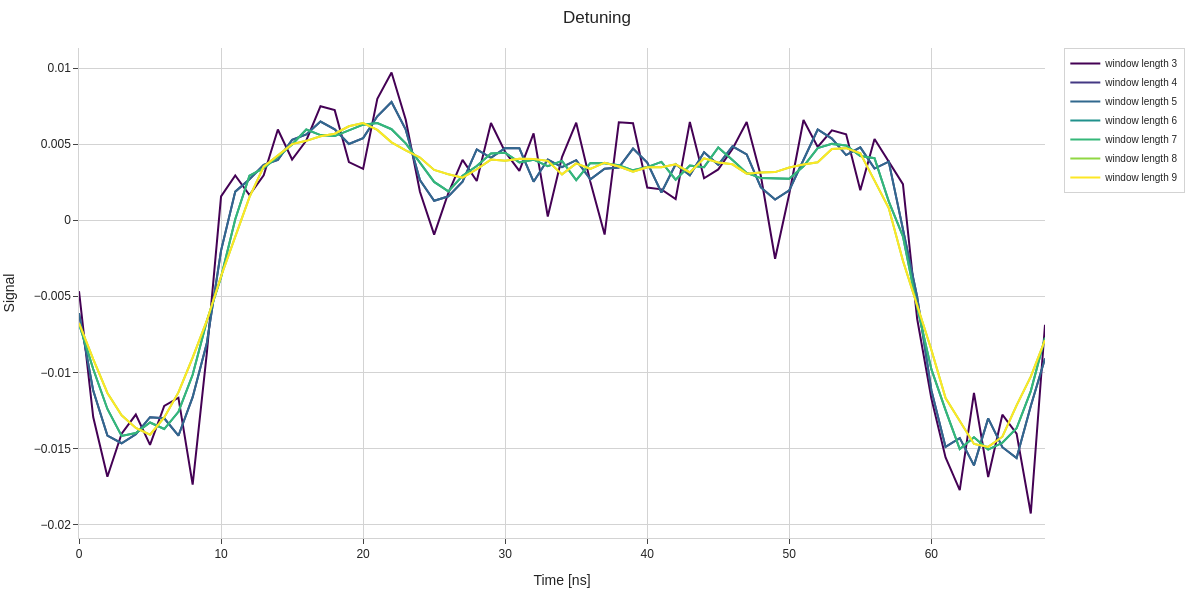 Detuning
0.01
0.005
0
−0.005
−0.01
−0.015
−0.02
Signal
0 10 20 30 40 50 60
Time [ns]
window length 3
window length 4
window length 5
window length 6
window length 7
window length 8
window length 9